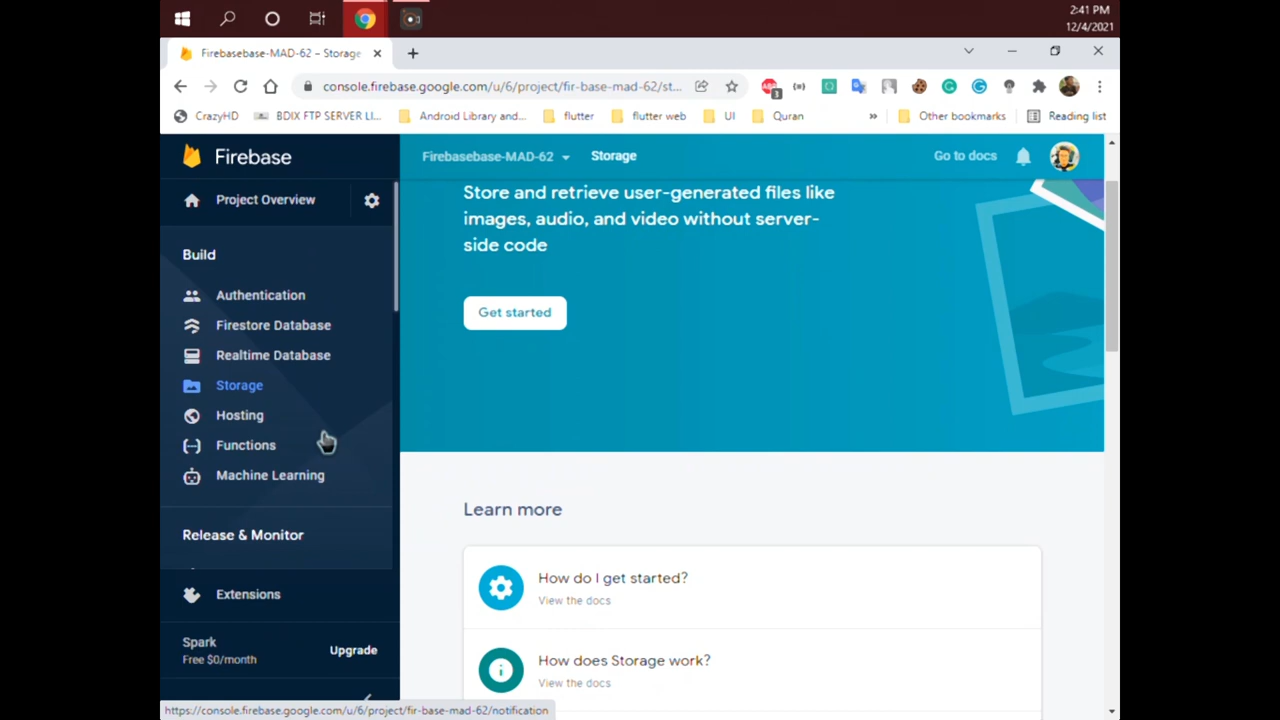 2:41 PM
12/4/2021
Firebasebase-MAD-62 – Storage
console.firebase.google.com/u/6/project/fir-base-mad-62/st...
3
CrazyHD
BDIX FTP SERVER LI...
Android Library and...
flutter
flutter web
UI
Quran
»
Other bookmarks
Reading list
Firebase
Firebasebase-MAD-62
Storage
Go to docs
Project Overview
Build
Authentication
Firestore Database
Realtime Database
Storage
Hosting
Functions
Machine Learning
Release & Monitor
Extensions
Spark
Free $0/month
Upgrade
Store and retrieve user-generated files like
images, audio, and video without server-
side code
Get started
Learn more
How do I get started?
View the docs
How does Storage work?
View the docs
https://console.firebase.google.com/u/6/project/fir-base-mad-62/notification